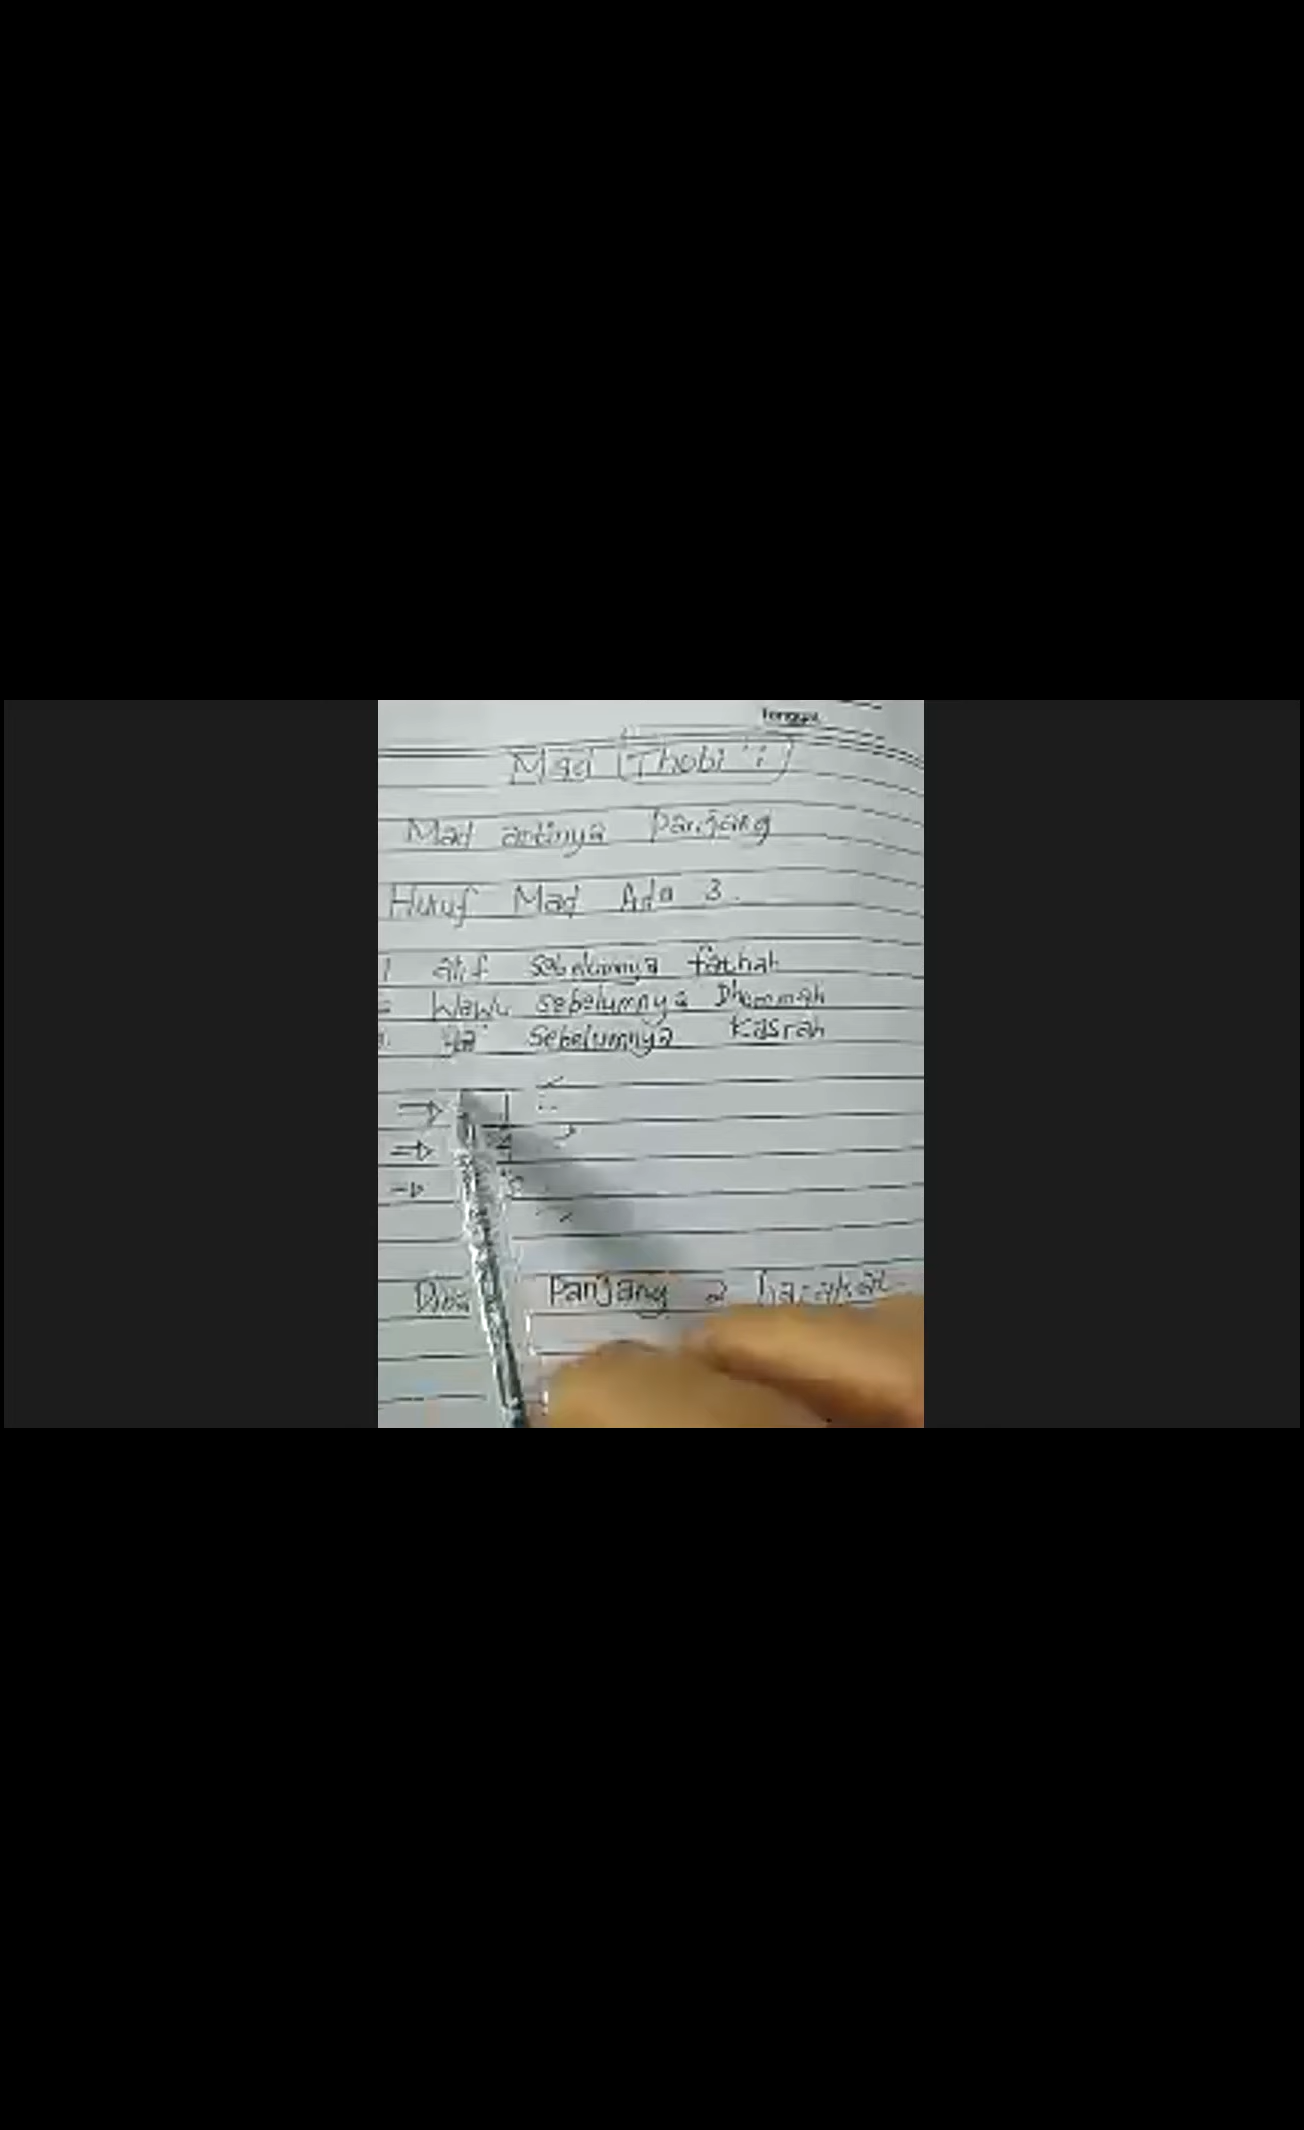 Tanggal
Mad Thobi'i
Mad artinya Panjang
Huruf Mad Ada 3.
1 alif sebelumnya fathah
2 Wawu sebelumnya Dhommah
3. Ya' sebelumnya Kasrah
Panjang 2 harakat